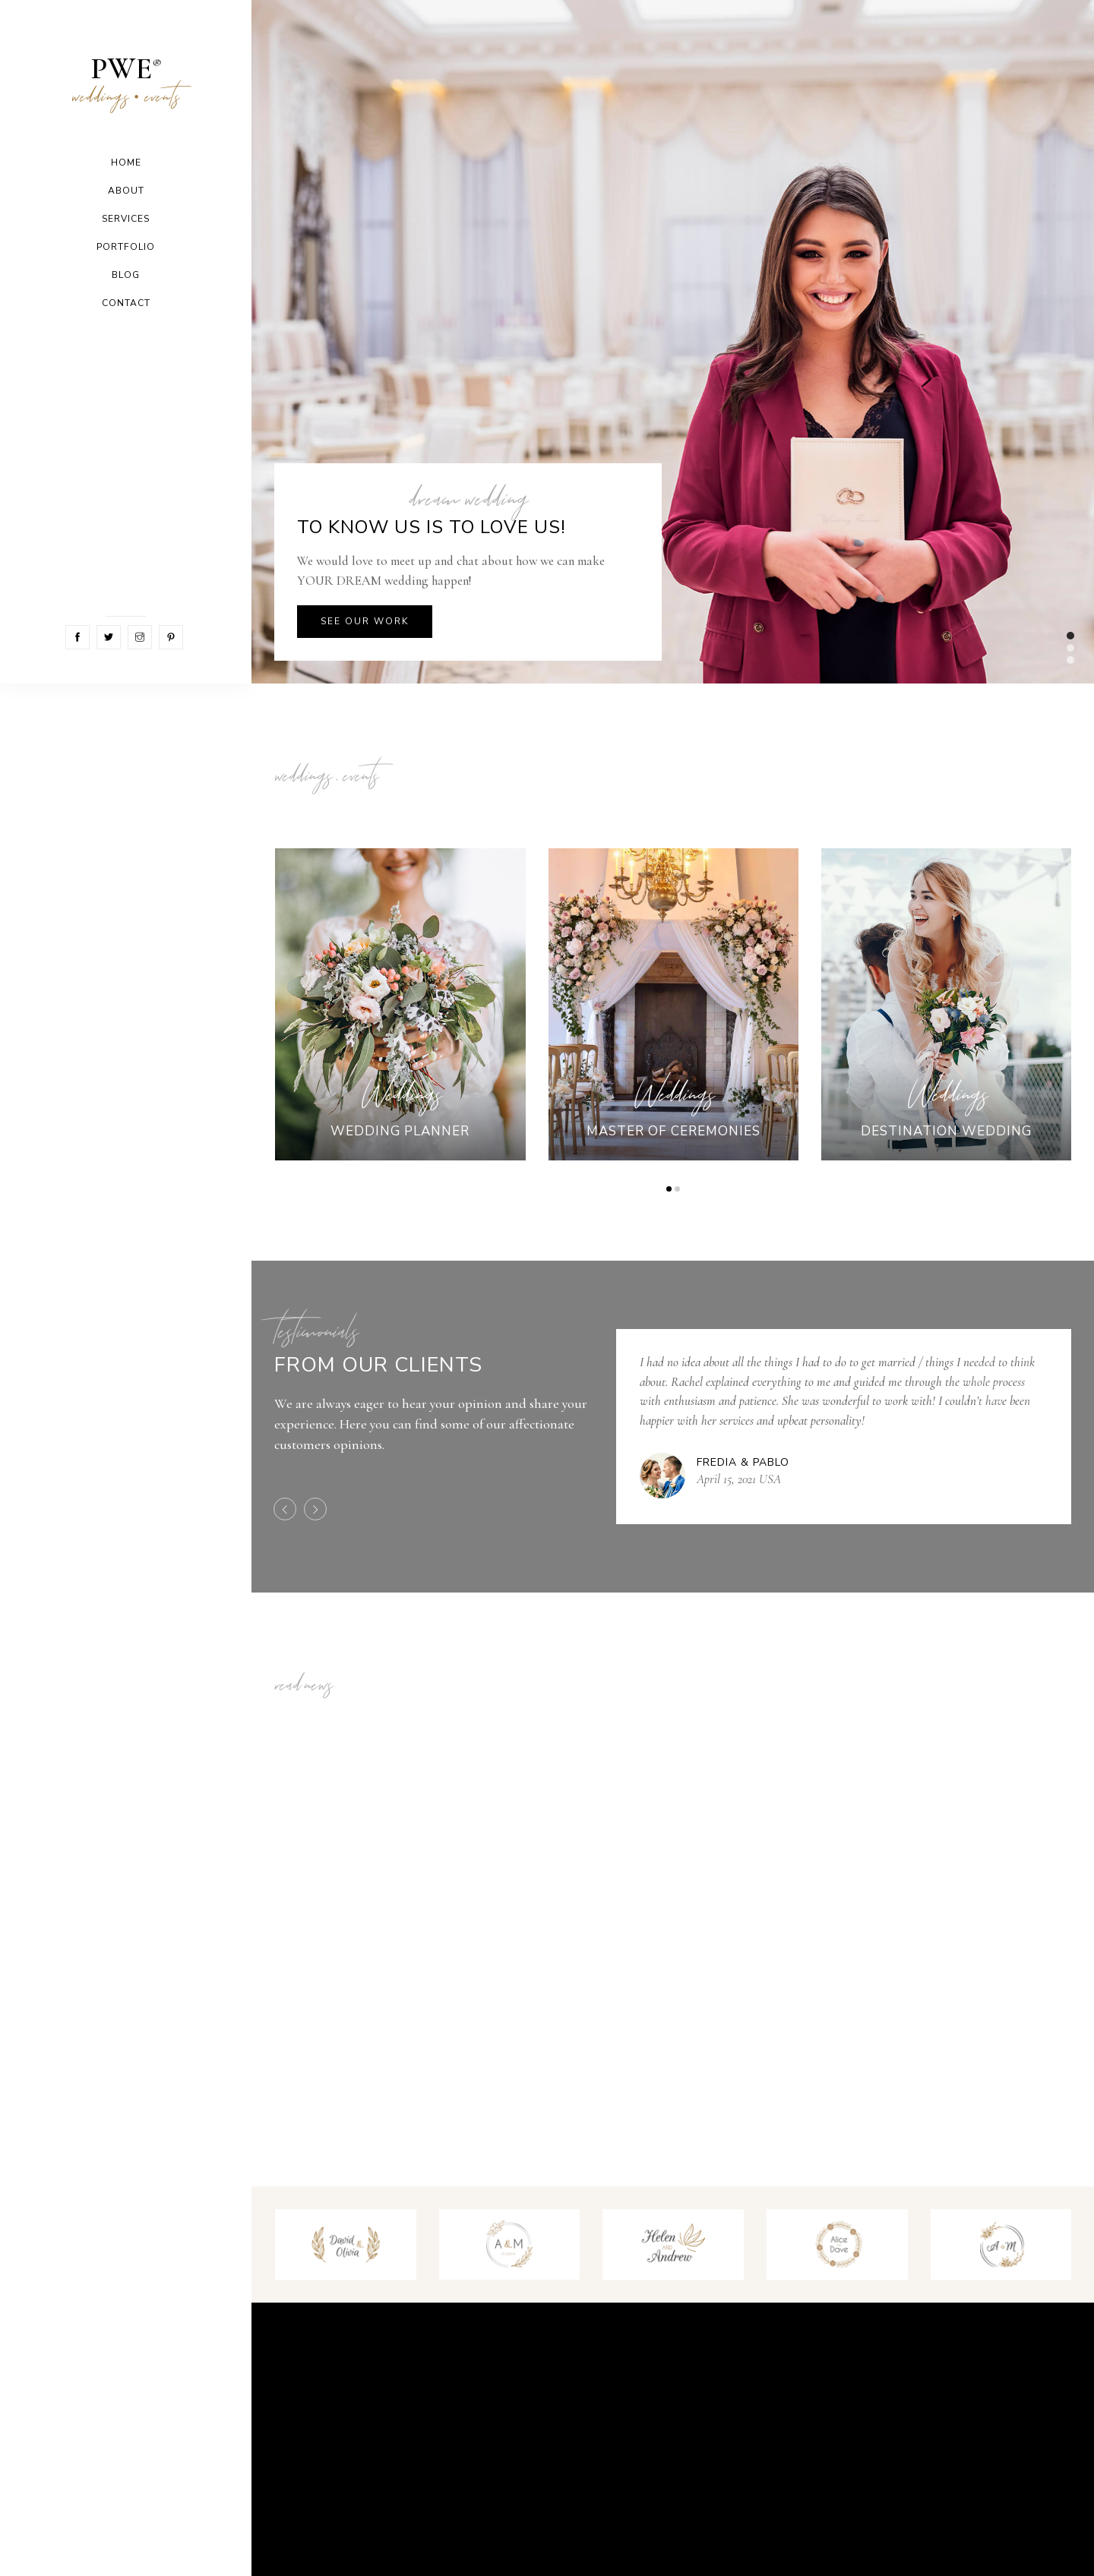 PWE®
weddings • events
HOME
ABOUT
SERVICES
PORTFOLIO
BLOG
CONTACT
dream wedding
TO KNOW US IS TO LOVE US!
We would love to meet up and chat about how we can make
YOUR DREAM wedding happen!
SEE OUR WORK
weddings . events
Weddings
WEDDING PLANNER
Weddings
MASTER OF CEREMONIES
Weddings
DESTINATION WEDDING
testimonials
FROM OUR CLIENTS
We are always eager to hear your opinion and share your
experience. Here you can find some of our affectionate
customers opinions.
I had no idea about all the things I had to do to get married / things I needed to think
about. Rachel explained everything to me and guided me through the whole process
with enthusiasm and patience. She was wonderful to work with! I couldn't have been
happier with her services and upbeat personality!
FREDIA & PABLO
April 15, 2021 USA
read news
David &
Olivia
A & M
Helen
AND
Andrew
Alice
Dave
A & M